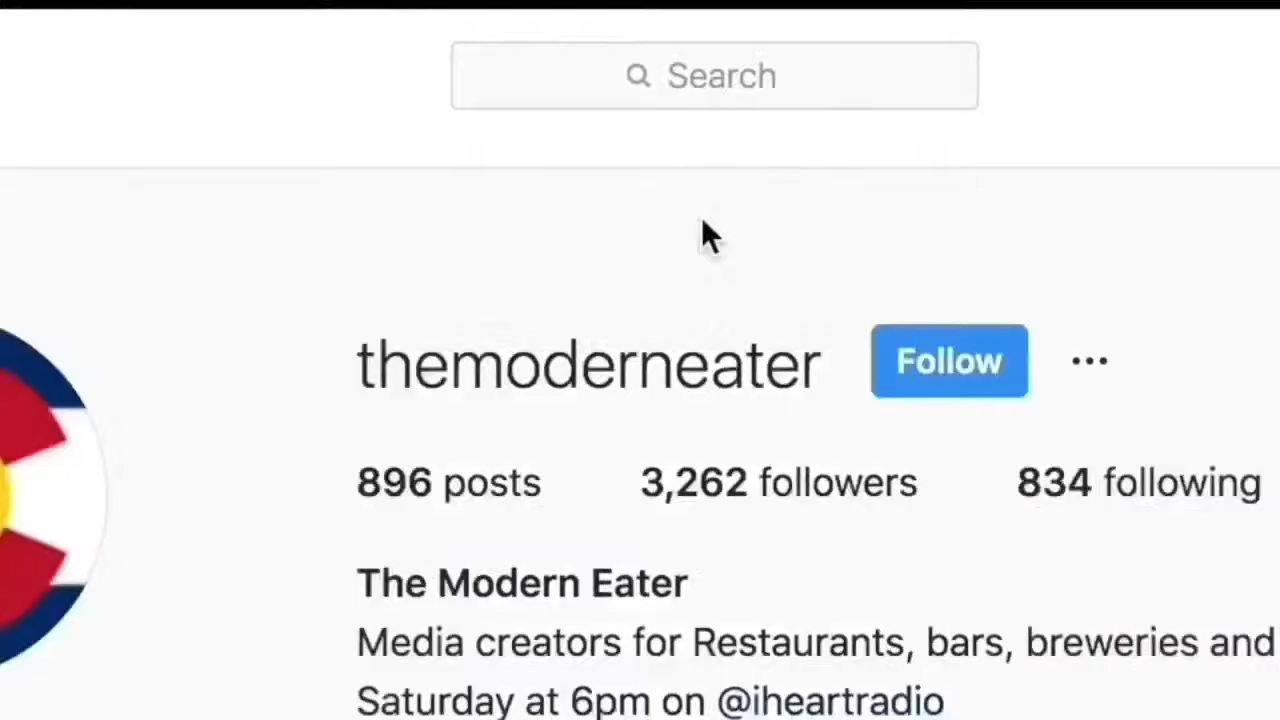 Search
themoderneater Follow ...
896 posts 3,262 followers 834 following
The Modern Eater
Media creators for Restaurants, bars, breweries and
Saturday at 6pm on @iheartradio